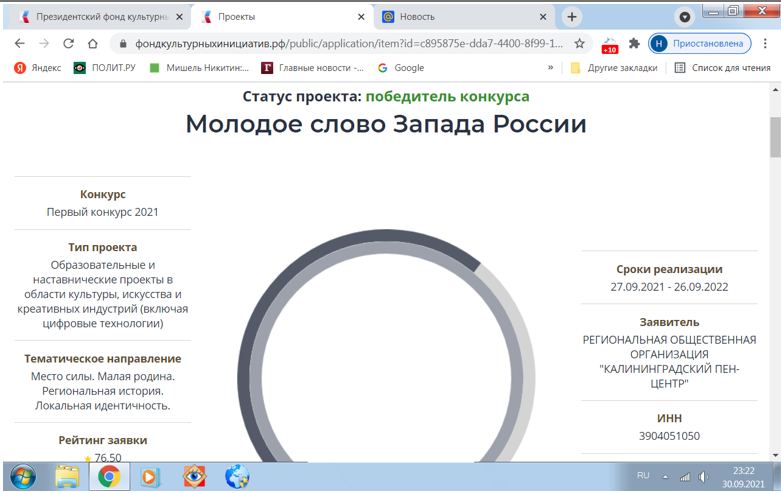 Президентский фонд культурны
Проекты
Новость
фондкультурныхинициатив.рф/public/application/item?id=c895875e-dda7-4400-8f99-1...
+10
Н
Приостановлена
Яндекс
ПОЛИТ.РУ
Мишель Никитин:...
Главные новости -...
Google
»
Другие закладки
Список для чтения
Статус проекта: победитель конкурса
Молодое слово Запада России
Конкурс
Первый конкурс 2021
Тип проекта
Образовательные и
наставнические проекты в
области культуры, искусства и
креативных индустрий (включая
цифровые технологии)
Тематическое направление
Место силы. Малая родина.
Региональная история.
Локальная идентичность.
Рейтинг заявки
76,50
Сроки реализации
27.09.2021 - 26.09.2022
Заявитель
РЕГИОНАЛЬНАЯ ОБЩЕСТВЕННАЯ
ОРГАНИЗАЦИЯ
"КАЛИНИНГРАДСКИЙ ПЕН-
ЦЕНТР"
ИНН
3904051050
RU
23:22
30.09.2021